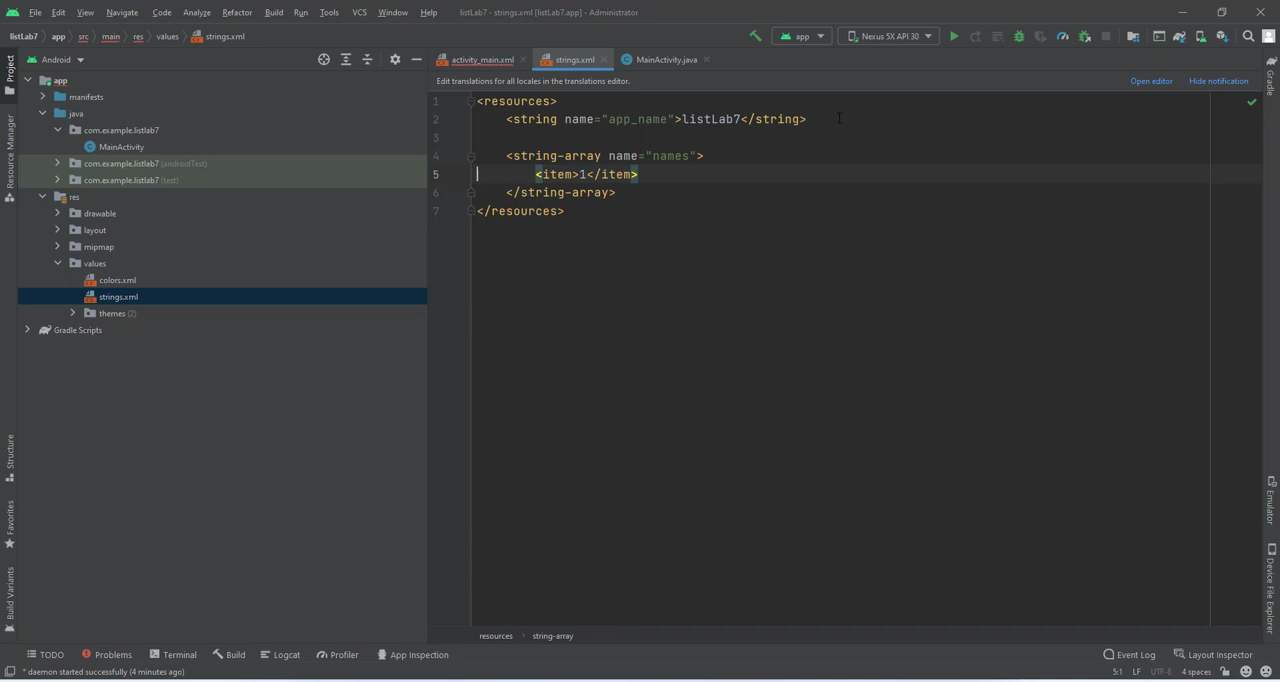 File Edit View Navigate Code Analyze Refactor Build Run Tools VCS Window Help listLab7 - strings.xml [listLab7.app] - Administrator
listLab7 app src main res values strings.xml app Nexus 5X API 30
Android activity_main.xml strings.xml MainActivity.java
Edit translations for all locales in the translations editor. Open editor Hide notification
Project
Resource Manager
Structure
Favorites
Build Variants
app
manifests
java
com.example.listlab7
MainActivity
com.example.listlab7 (androidTest)
com.example.listlab7 (test)
res
drawable
layout
mipmap
values
colors.xml
strings.xml
themes (2)
Gradle Scripts
1 <resources>
2 <string name="app_name">listLab7</string>
3
4 <string-array name="names">
5 <item>1</item>
6 </string-array>
7 </resources>
Gradle
Emulator
Device File Explorer
resources string-array
TODO Problems Terminal Build Logcat Profiler App Inspection Event Log Layout Inspector
* daemon started successfully (4 minutes ago) 5:1 LF UTF-8 4 spaces